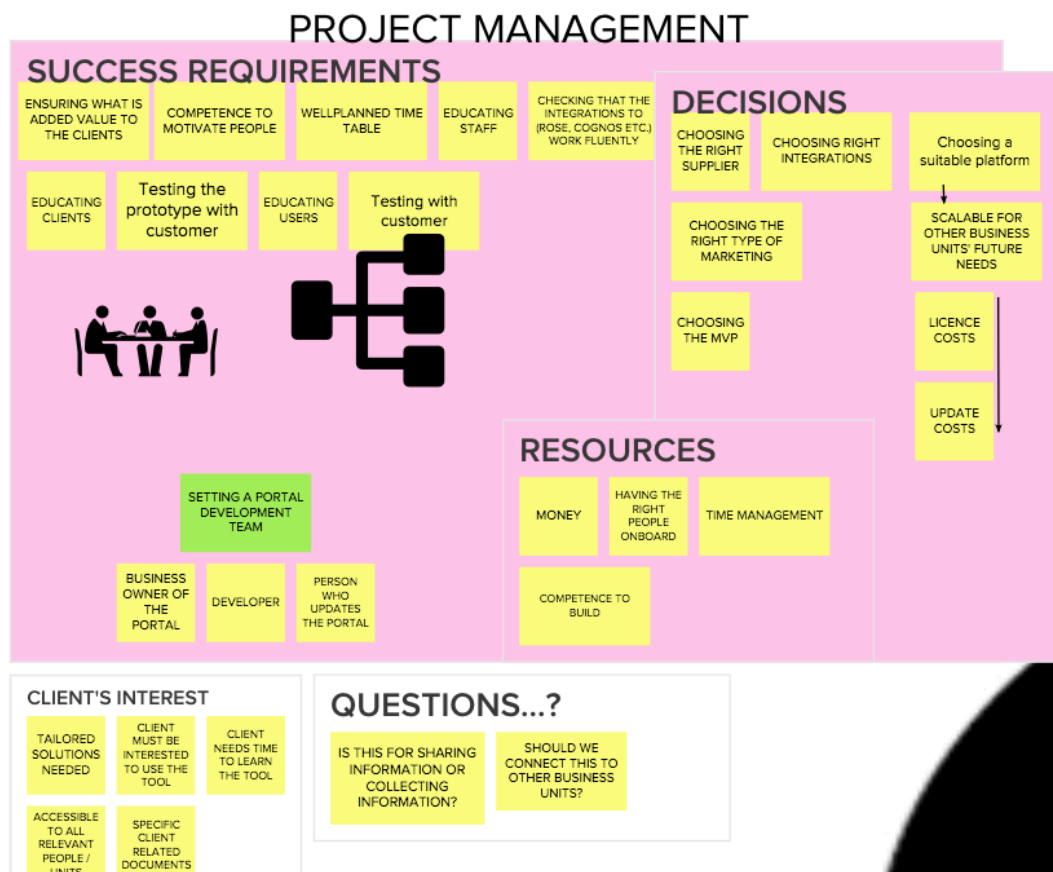 PROJECT MANAGEMENT
SUCCESS REQUIREMENTS
ENSURING WHAT IS
ADDED VALUE TO
THE CLIENTS
COMPETENCE TO
MOTIVATE PEOPLE
WELLPLANNED TIME
TABLE
EDUCATING
STAFF
CHECKING THAT THE
INTEGRATIONS TO
(ROSE, COGNOS ETC.)
WORK FLUENTLY
EDUCATING
CLIENTS
Testing the
prototype with
customer
EDUCATING
USERS
Testing with
customer
SETTING A PORTAL
DEVELOPMENT
TEAM
BUSINESS
OWNER OF
THE
PORTAL
DEVELOPER
PERSON
WHO
UPDATES
THE PORTAL
DECISIONS
CHOOSING
THE RIGHT
SUPPLIER
CHOOSING RIGHT
INTEGRATIONS
Choosing a
suitable platform
CHOOSING THE
RIGHT TYPE OF
MARKETING
SCALABLE FOR
OTHER BUSINESS
UNITS' FUTURE
NEEDS
CHOOSING
THE MVP
LICENCE
COSTS
UPDATE
COSTS
RESOURCES
MONEY
HAVING THE
RIGHT
PEOPLE
ONBOARD
TIME MANAGEMENT
COMPETENCE TO
BUILD
CLIENT'S INTEREST
TAILORED
SOLUTIONS
NEEDED
CLIENT
MUST BE
INTERESTED
TO USE THE
TOOL
CLIENT
NEEDS TIME
TO LEARN
THE TOOL
ACCESSIBLE
TO ALL
RELEVANT
PEOPLE /
UNITS
SPECIFIC
CLIENT
RELATED
DOCUMENTS
QUESTIONS...?
IS THIS FOR SHARING
INFORMATION OR
COLLECTING
INFORMATION?
SHOULD WE
CONNECT THIS TO
OTHER BUSINESS
UNITS?